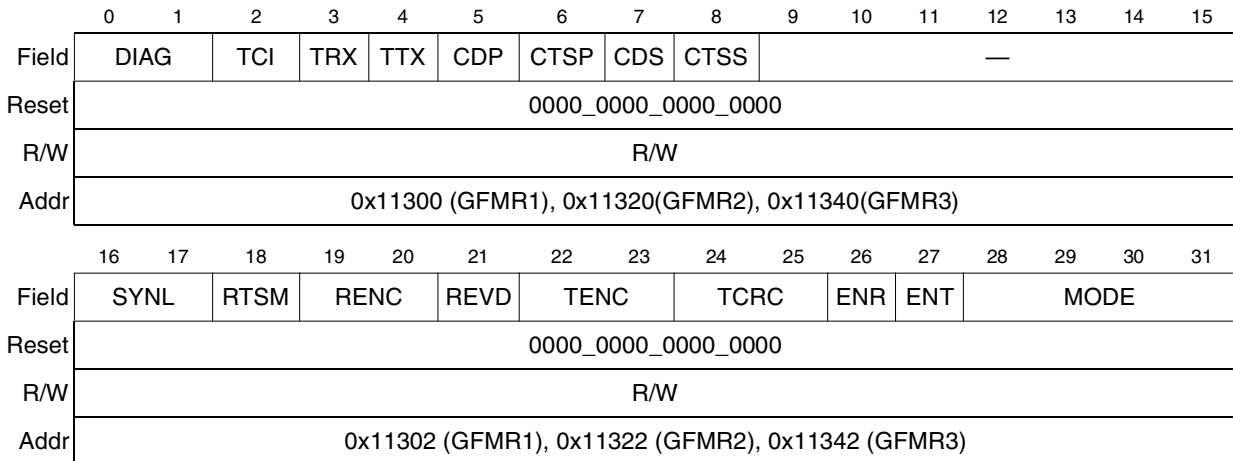 0 1 2 3 4 5 6 7 8 9 10 11 12 13 14 15
Field DIAG TCI TRX TTX CDP CTSP CDS CTSS —
Reset 0000_0000_0000_0000
R/W R/W
Addr 0x11300 (GFMR1), 0x11320(GFMR2), 0x11340(GFMR3)
16 17 18 19 20 21 22 23 24 25 26 27 28 29 30 31
Field SYNL RTSM RENC REVD TENC TCRC ENR ENT MODE
Reset 0000_0000_0000_0000
R/W R/W
Addr 0x11302 (GFMR1), 0x11322 (GFMR2), 0x11342 (GFMR3)